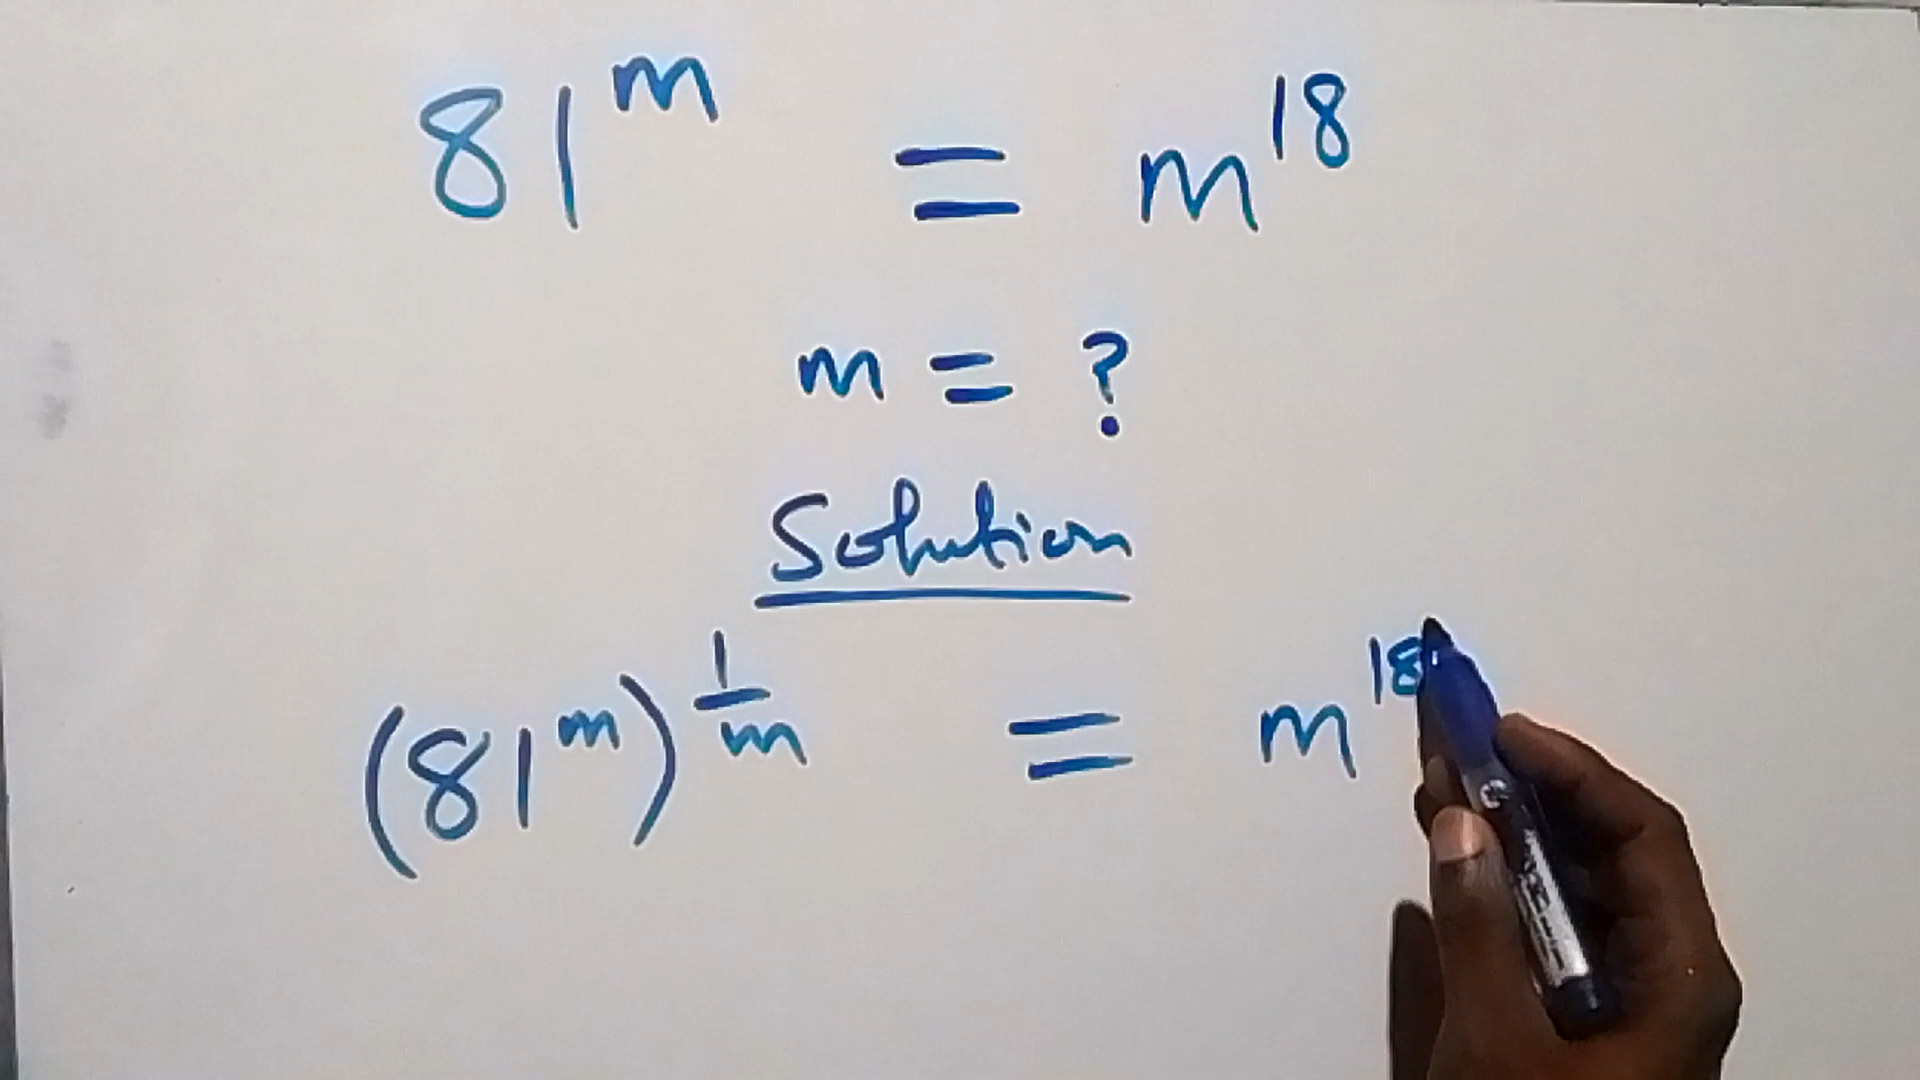 81^m = m^18
m = ?
Solution
(81^m)^(1/m) = m^18